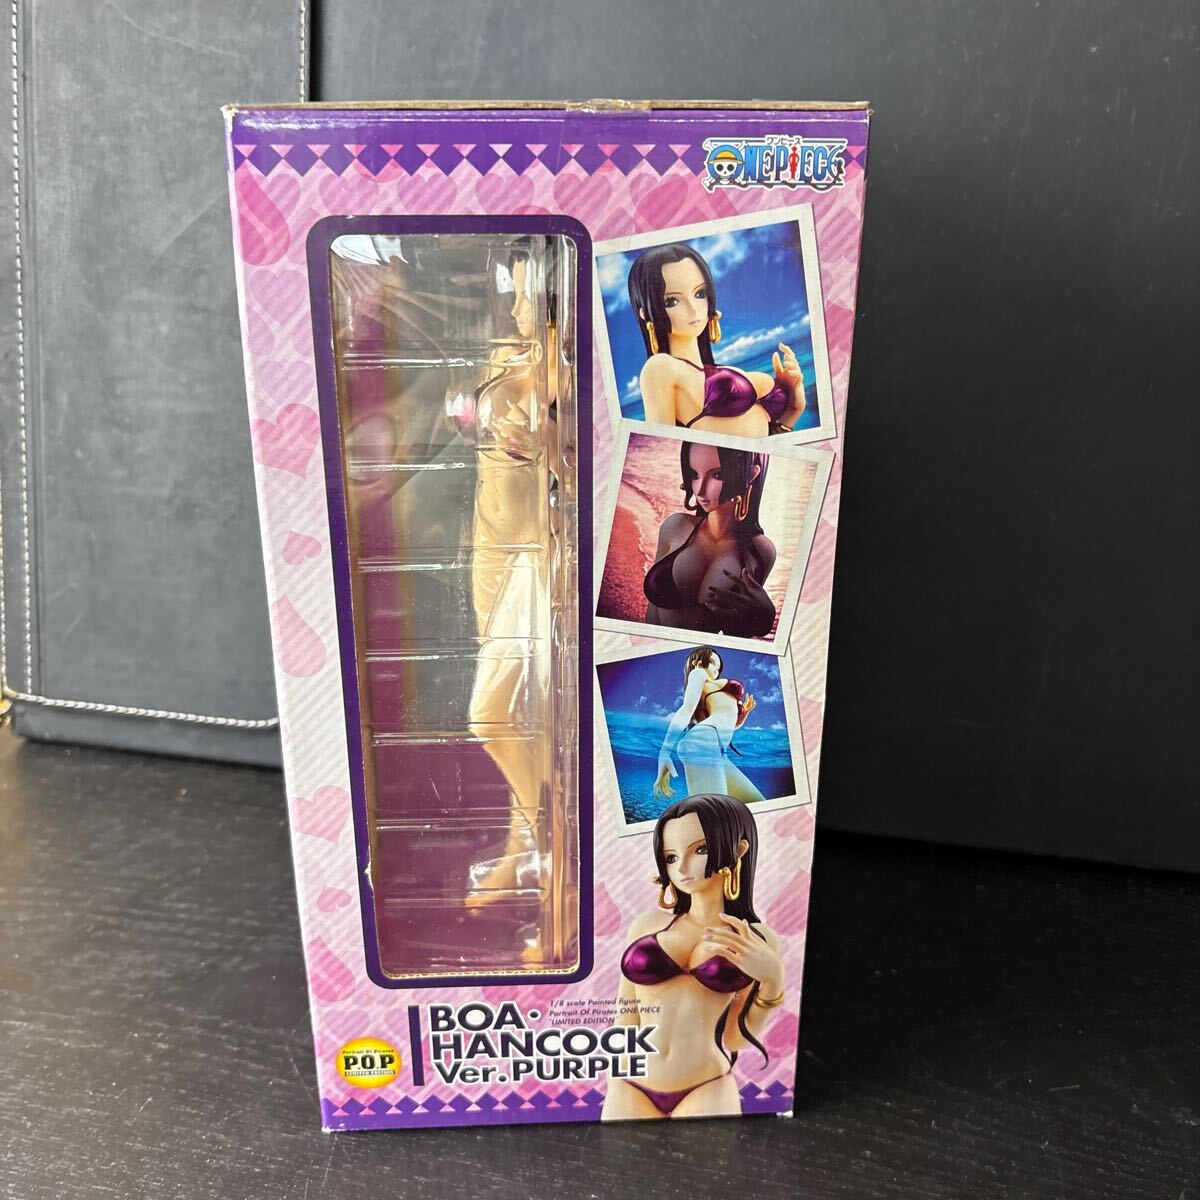 ワンピース
ONE PIECE
1/8 scale Painted figure
Portrait.Of.Pirates ONE PIECE
"LIMITED EDITION"
BOA・
HANCOCK
Ver.PURPLE
Portrait Of Pirates
P.O.P
LIMITED EDITION